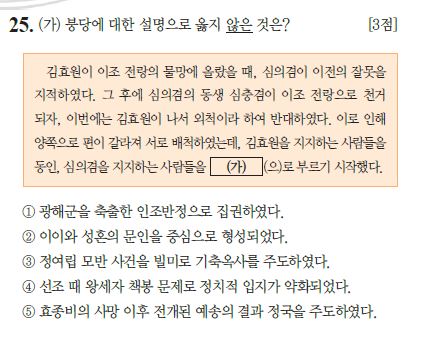 25. (가) 붕당에 대한 설명으로 옳지 않은 것은? [3점]
김효원이 이조 전랑의 물망에 올랐을 때, 심의겸이 이전의 잘못을
지적하였다. 그 후에 심의겸의 동생 심충겸이 이조 전랑으로 천거
되자, 이번에는 김효원이 나서 외척이라 하여 반대하였다. 이로 인해
양쪽으로 편이 갈라져 서로 배척하였는데, 김효원을 지지하는 사람들을
동인, 심의겸을 지지하는 사람들을 (가) (으)로 부르기 시작했다.
① 광해군을 축출한 인조반정으로 집권하였다.
② 이이와 성혼의 문인을 중심으로 형성되었다.
③ 정여립 모반 사건을 빌미로 기축옥사를 주도하였다.
④ 선조 때 왕세자 책봉 문제로 정치적 입지가 약화되었다.
⑤ 효종비의 사망 이후 전개된 예송의 결과 정국을 주도하였다.